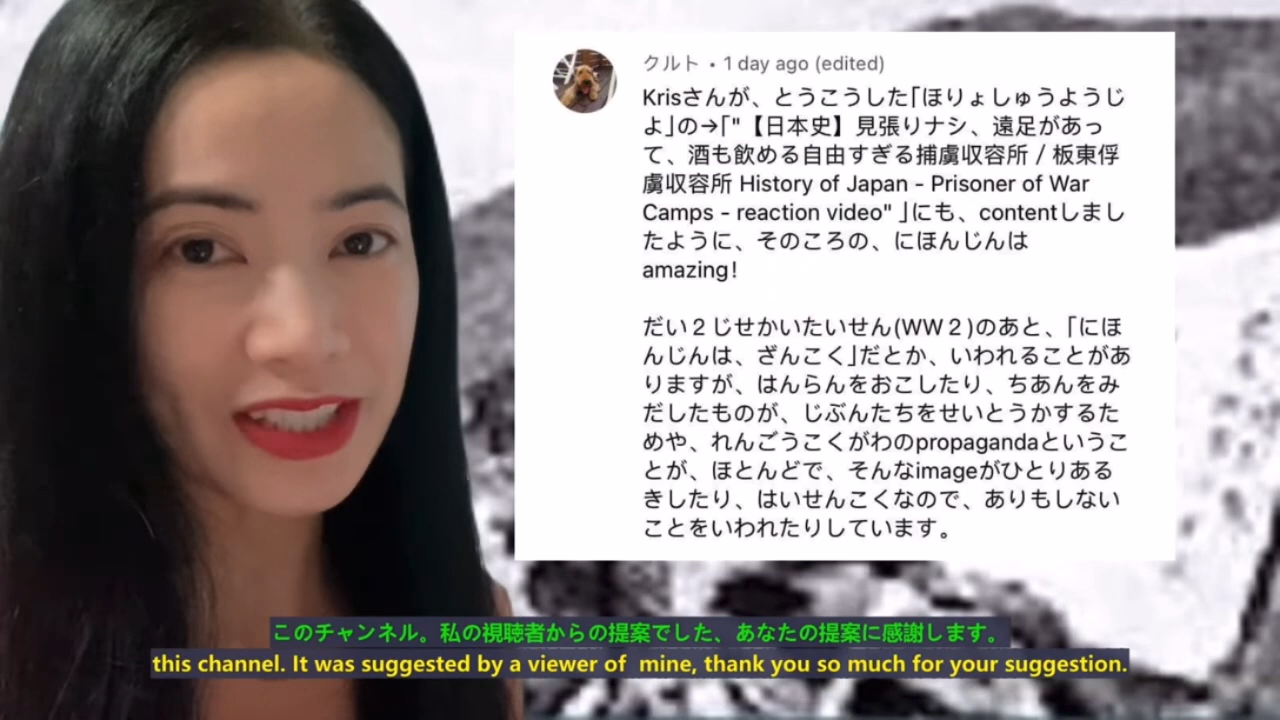 クルト • 1 day ago (edited)
Krisさんが、とうこうした｢ほりょしゅうようじ
よ｣の→｢"【日本史】見張りナシ、遠足があっ
て、酒も飲める自由すぎる捕虜収容所 / 板東俘
虜収容所 History of Japan - Prisoner of War
Camps - reaction video" ｣にも、contentしまし
たように、そのころの、にほんじんは
amazing!
だい２じせかいたいせん(WW２)のあと、｢にほ
んじんは、ざんこく｣だとか、いわれることがあ
りますが、はんらんをおこしたり、ちあんをみ
だしたものが、じぶんたちをせいとうかするた
めや、れんごうこくがわのpropagandaというこ
とが、ほとんどで、そんなimageがひとりある
きしたり、はいせんこくなので、ありもしない
ことをいわれたりしています。
このチャンネル。私の視聴者からの提案でした、あなたの提案に感謝します。
this channel. It was suggested by a viewer of  mine, thank you so much for your suggestion.